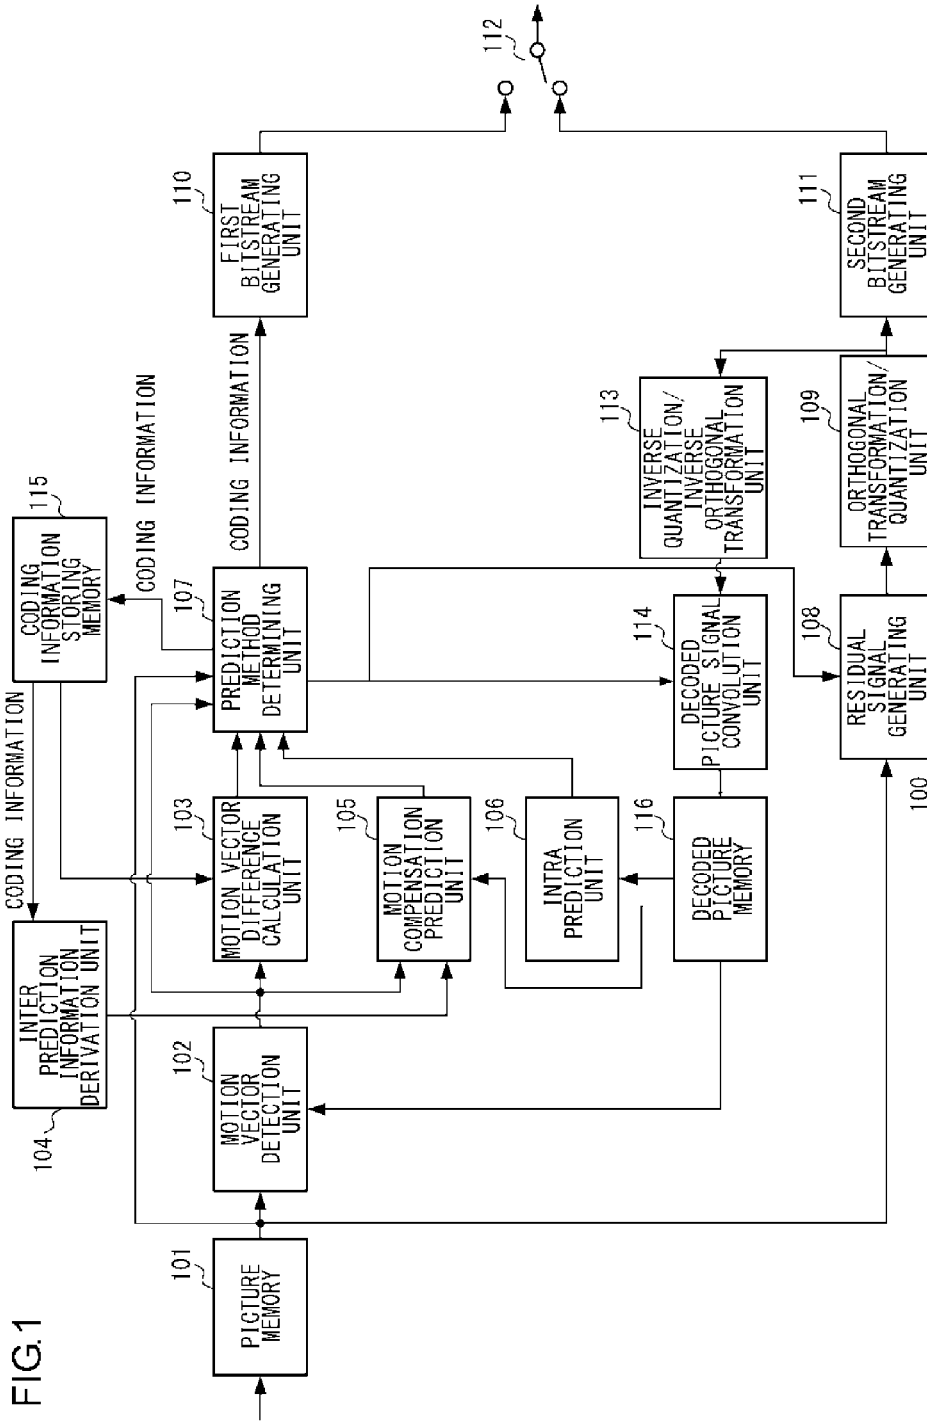 FIG.1
101
PICTURE
MEMORY
102
MOTION
VECTOR
DETECTION
UNIT
104
INTER
PREDICTION
INFORMATION
DERIVATION UNIT
CODING INFORMATION
103
MOTION VECTOR
DIFFERENCE
CALCULATION
UNIT
105
MOTION
COMPENSATION
PREDICTION
UNIT
106
INTRA
PREDICTION
UNIT
116
DECODED
PICTURE
MEMORY
115
CODING
INFORMATION
STORING
MEMORY
CODING INFORMATION
107
PREDICTION
METHOD
DETERMINING
UNIT
CODING INFORMATION
114
DECODED
PICTURE SIGNAL
CONVOLUTION
UNIT
108
RESIDUAL
SIGNAL
GENERATING
UNIT
100
113
INVERSE
QUANTIZATION/
INVERSE
ORTHOGONAL
TRANSFORMATION
UNIT
109
ORTHOGONAL
TRANSFORMATION/
QUANTIZATION
UNIT
110
FIRST
BITSTREAM
GENERATING
UNIT
111
SECOND
BITSTREAM
GENERATING
UNIT
112